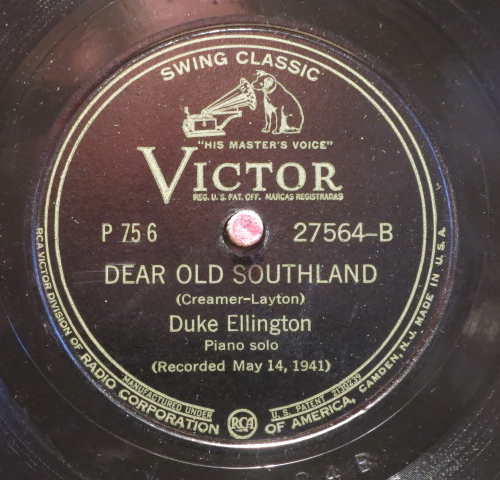 SWING CLASSIC
"HIS MASTER'S VOICE"
VICTOR
REG. U.S. PAT. OFF. MARCAS REGISTRADAS
P 756
27564-B
DEAR OLD SOUTHLAND
(Creamer-Layton)
Duke Ellington
Piano solo
(Recorded May 14, 1941)
MANUFACTURED UNDER
U.S. PATENT 2130239
RCA VICTOR DIVISION OF RADIO CORPORATION
RCA
OF AMERICA, CAMDEN, N.J. MADE IN U.S.A.